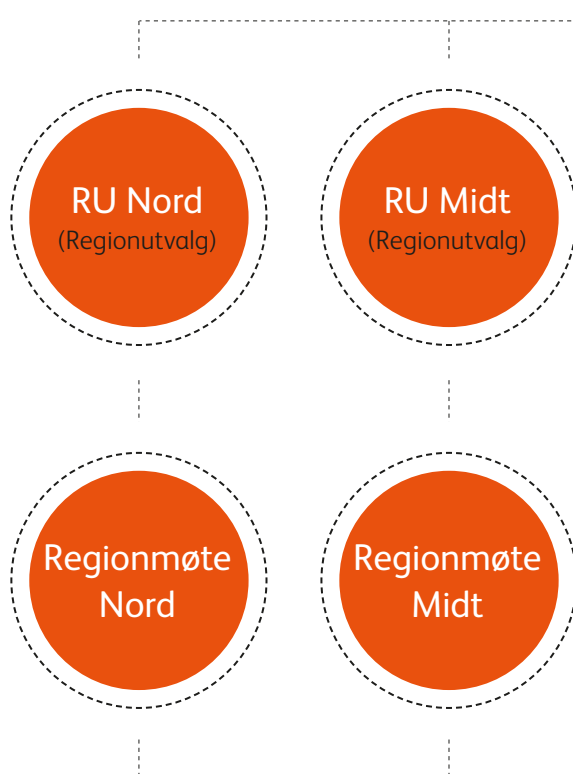 RU Nord
(Regionutvalg)
RU Midt
(Regionutvalg)
Regionmøte
Nord
Regionmøte
Midt